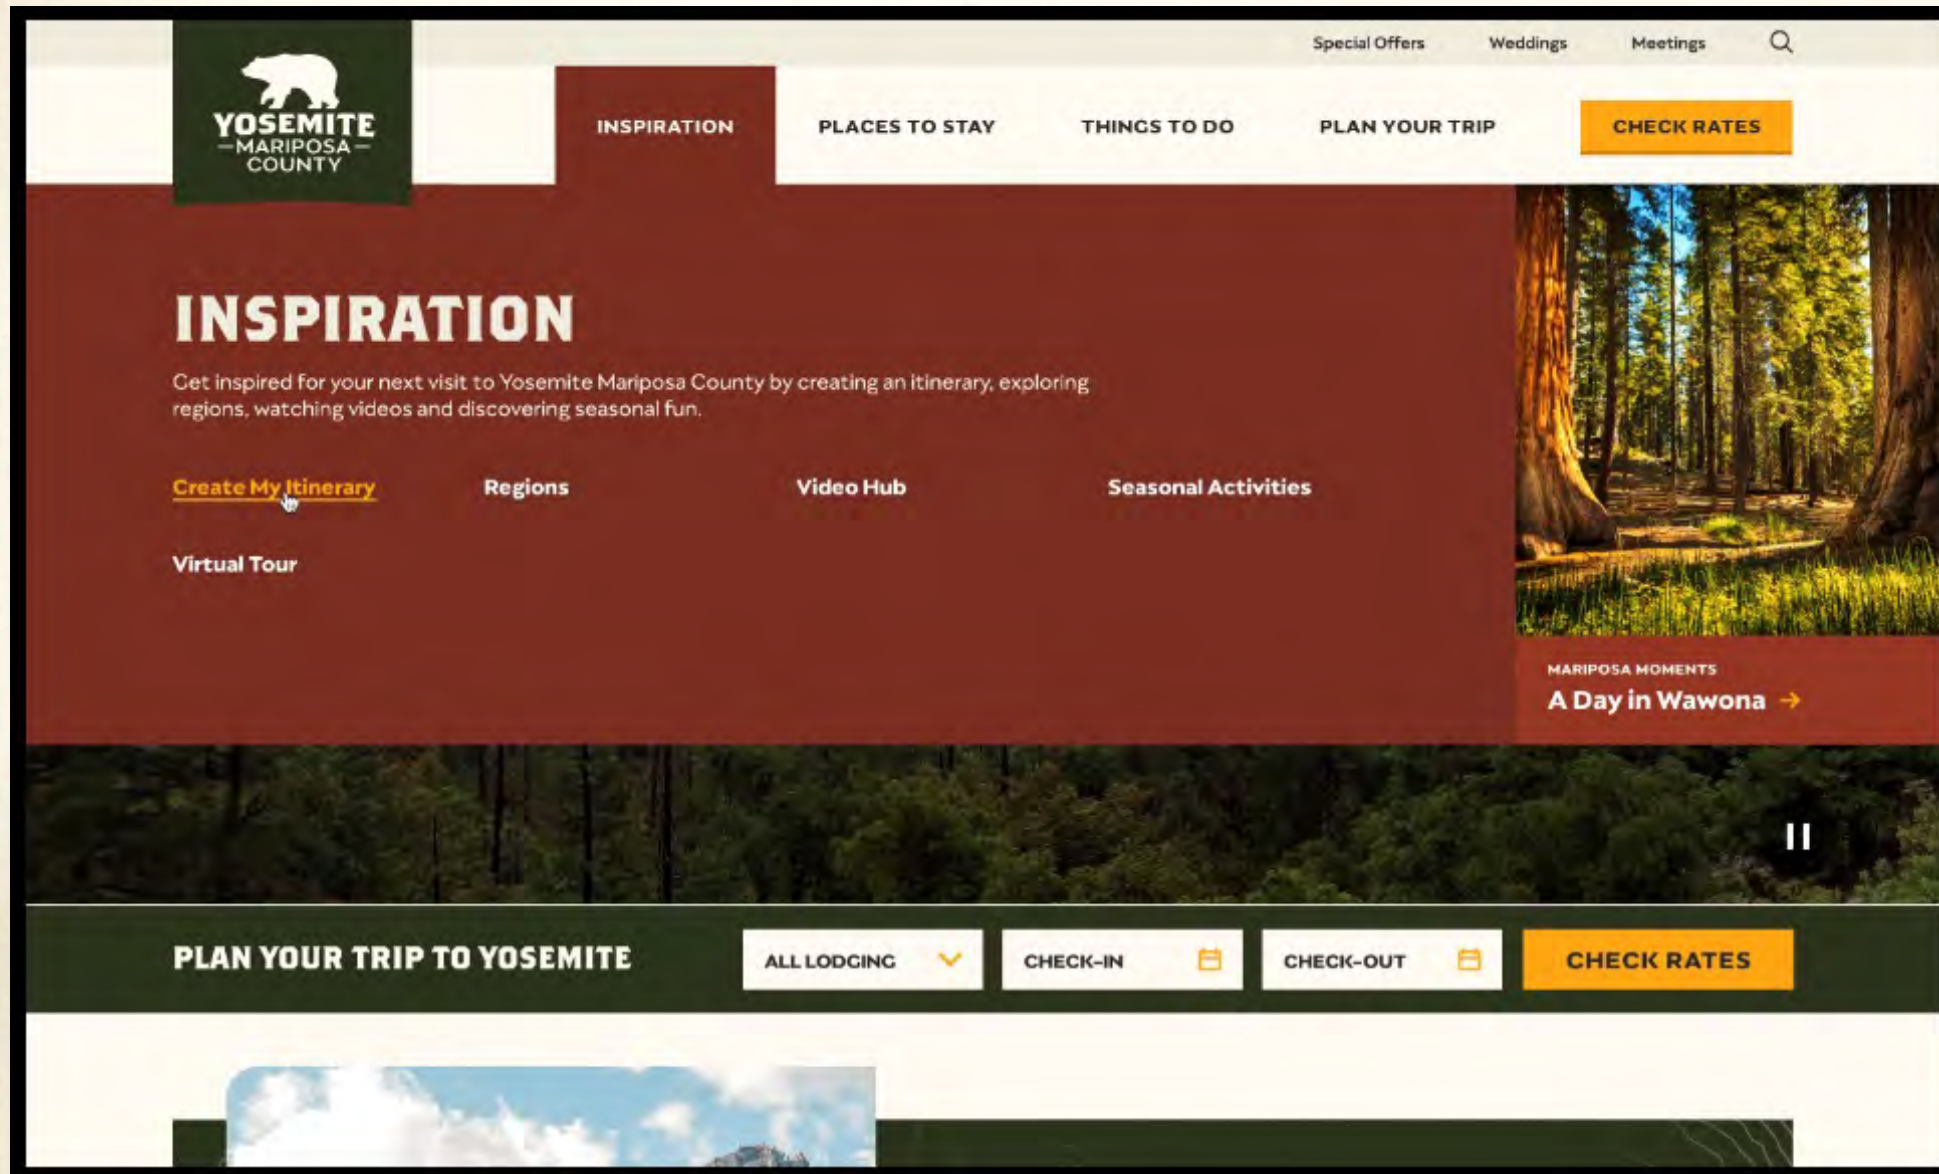 Special Offers Weddings Meetings
YOSEMITE
MARIPOSA
COUNTY
INSPIRATION PLACES TO STAY THINGS TO DO PLAN YOUR TRIP CHECK RATES
INSPIRATION
Get inspired for your next visit to Yosemite Mariposa County by creating an itinerary, exploring
regions, watching videos and discovering seasonal fun.
Create My Itinerary Regions Video Hub Seasonal Activities
Virtual Tour
MARIPOSA MOMENTS
A Day in Wawona →
PLAN YOUR TRIP TO YOSEMITE ALL LODGING CHECK-IN CHECK-OUT CHECK RATES